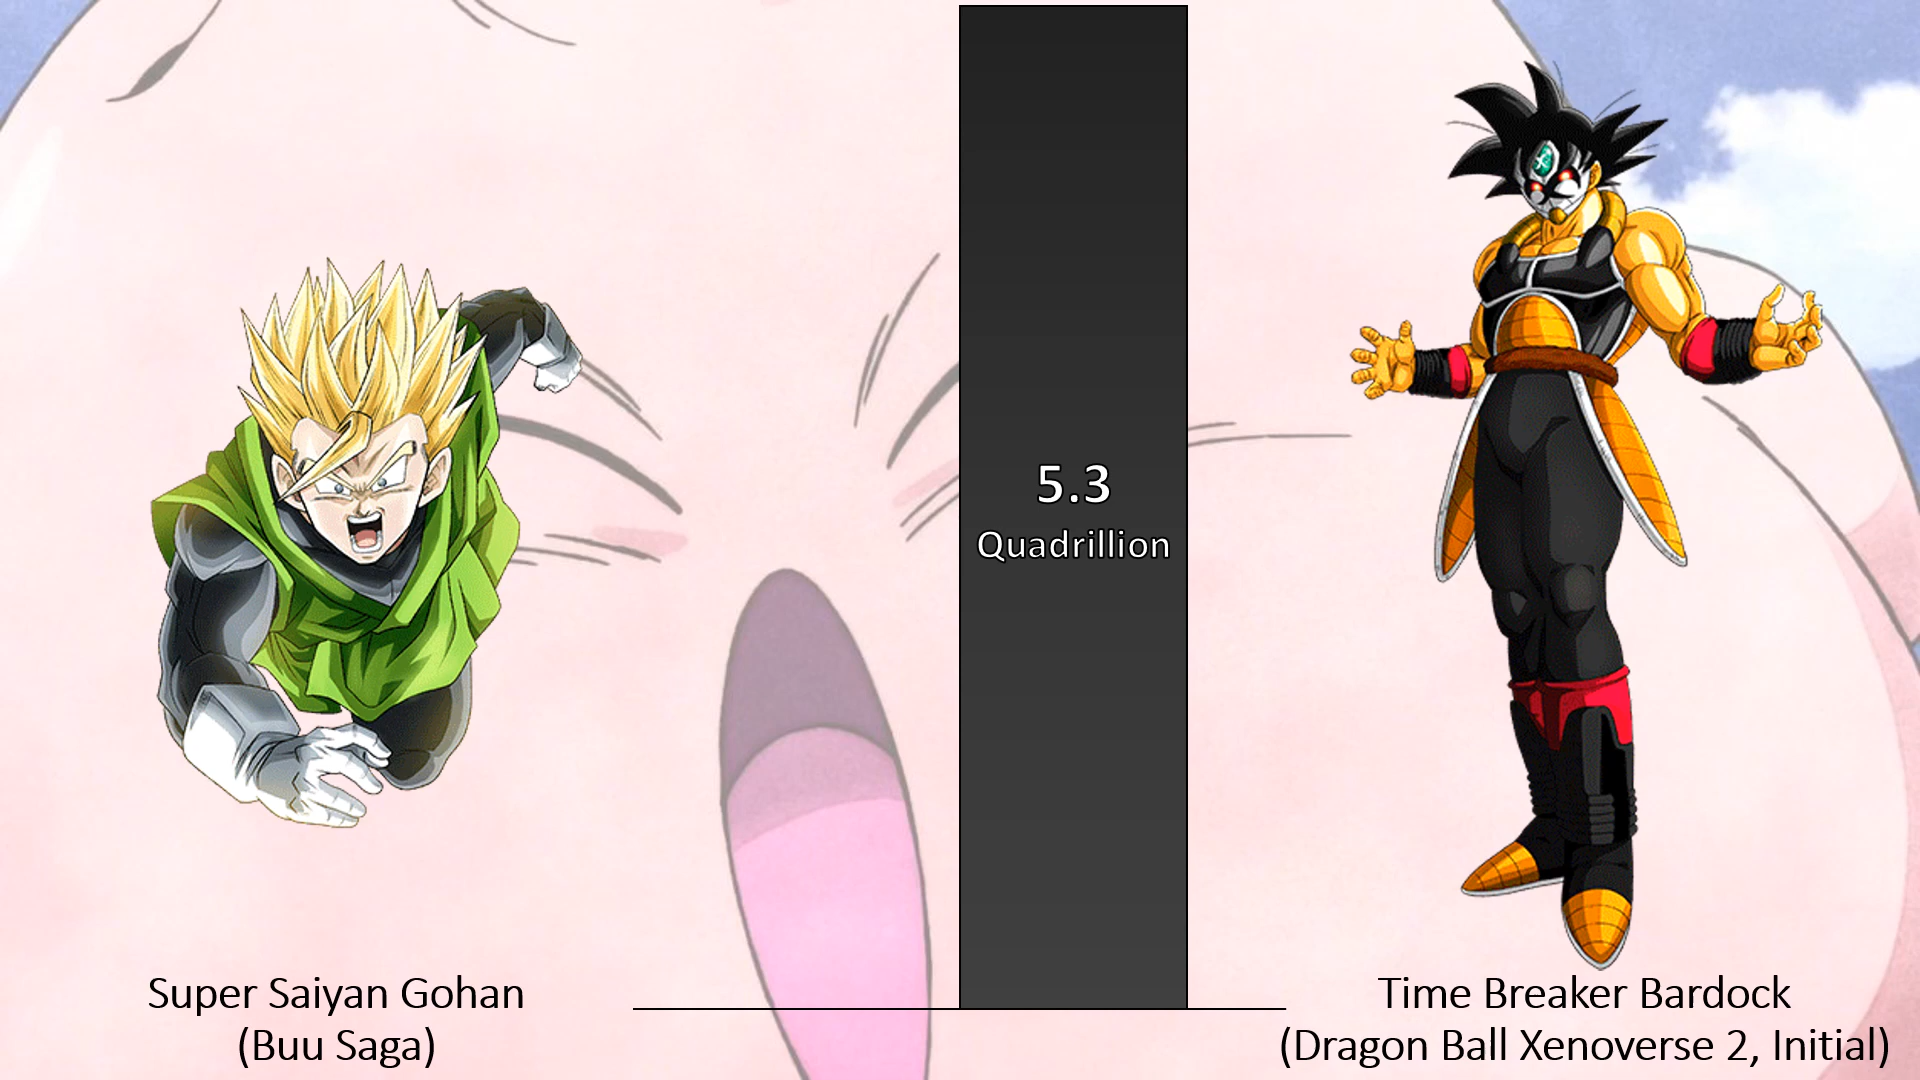 5.3
Quadrillion
Super Saiyan Gohan
(Buu Saga)
Time Breaker Bardock
(Dragon Ball Xenoverse 2, Initial)